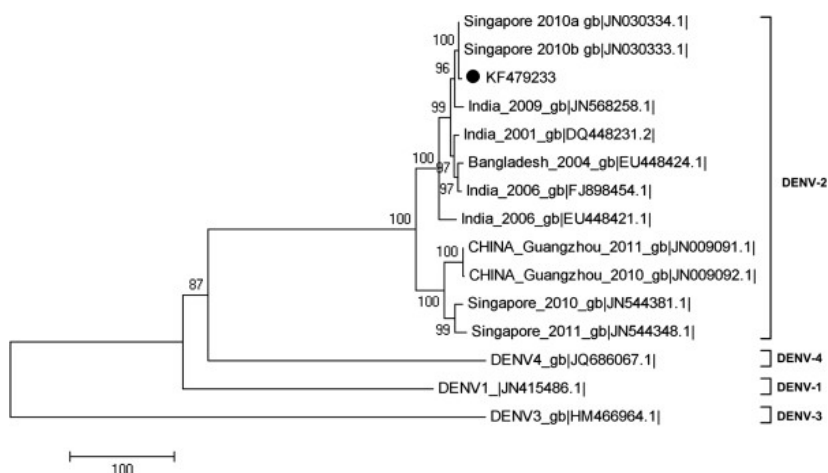 Singapore 2010a gb|JN030334.1|
100
Singapore 2010b gb|JN030333.1|
96
KF479233
99
India_2009_gb|JN568258.1|
India_2001_gb|DQ448231.2|
100
97
Bangladesh_2004_gb|EU448424.1|
DENV-2
97
India_2006_gb|FJ898454.1|
100
India_2006_gb|EU448421.1|
100
CHINA_Guangzhou_2011_gb|JN009091.1|
CHINA_Guangzhou_2010_gb|JN009092.1|
87
100
Singapore_2010_gb|JN544381.1|
99
Singapore_2011_gb|JN544348.1|
DENV4_gb|JQ686067.1|
DENV-4
DENV1_|JN415486.1|
DENV-1
DENV3_gb|HM466964.1|
DENV-3
100